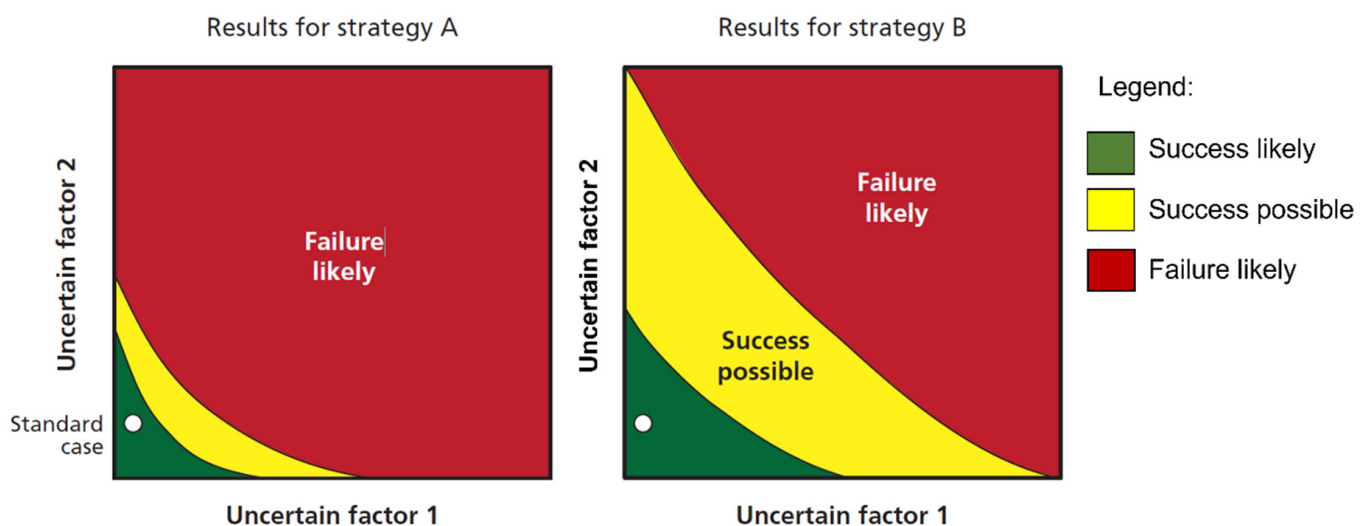 Results for strategy A
Uncertain factor 2
Failure
likely
Standard
case
Uncertain factor 1
Results for strategy B
Uncertain factor 2
Failure
likely
Success
possible
Uncertain factor 1
Legend:
Success likely
Success possible
Failure likely